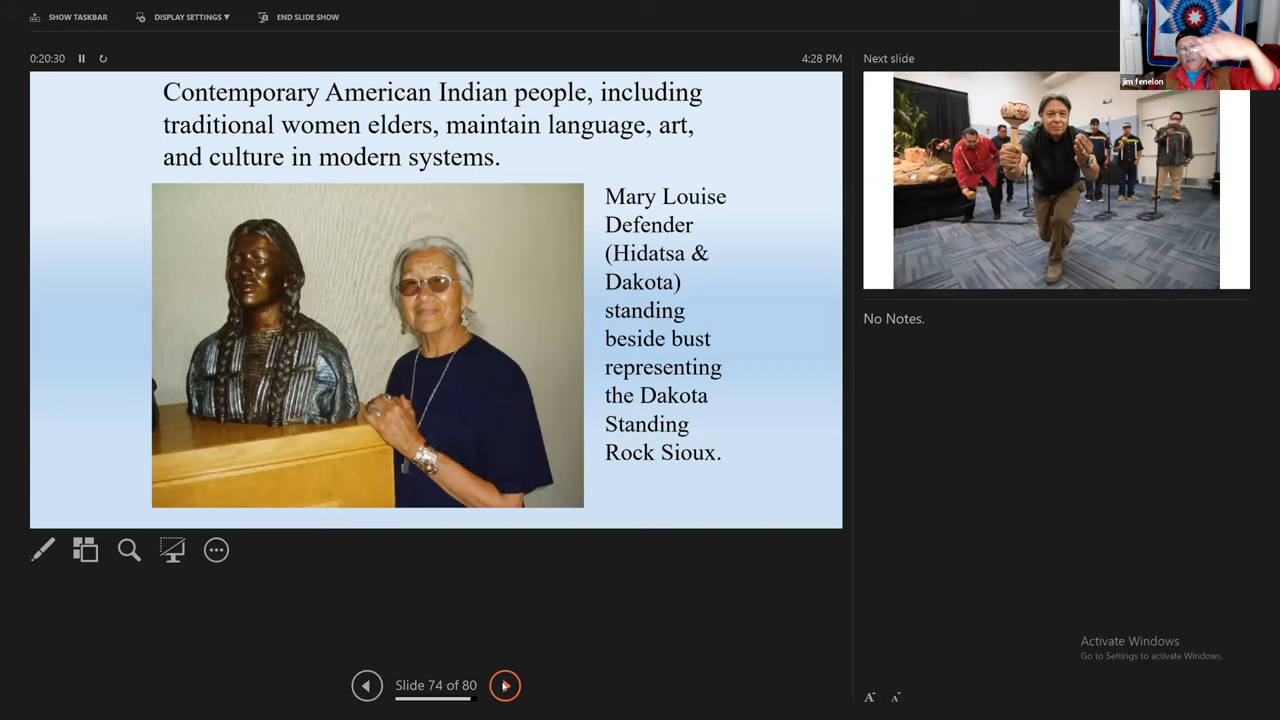 SHOW TASKBAR
DISPLAY SETTINGS ▼
END SLIDE SHOW
jim fenelon
0:20:30
4:28 PM
Next slide
Contemporary American Indian people, including
traditional women elders, maintain language, art,
and culture in modern systems.
Mary Louise
Defender
(Hidatsa &
Dakota)
standing
beside bust
representing
the Dakota
Standing
Rock Sioux.
No Notes.
Activate Windows
Go to Settings to activate Windows.
Slide 74 of 80
A A